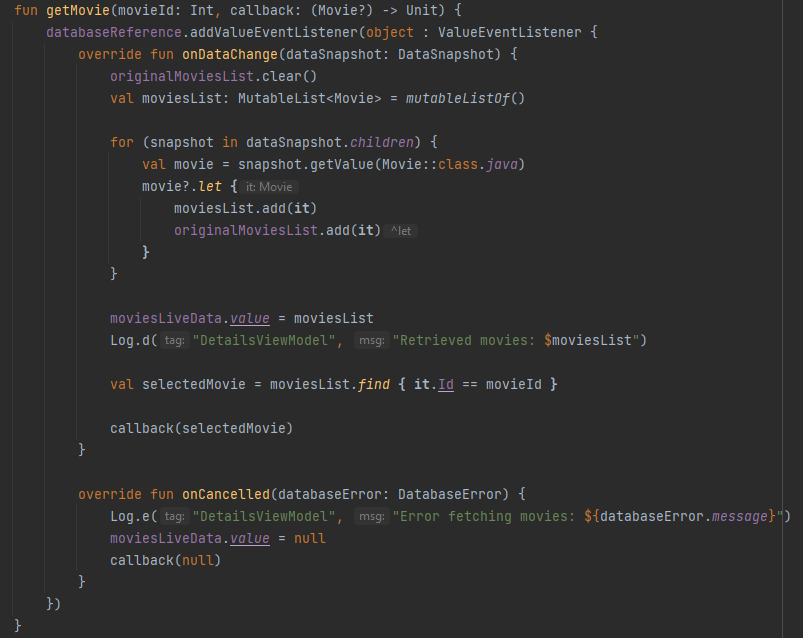 fun getMovie(movieId: Int, callback: (Movie?) -> Unit) {
    databaseReference.addValueEventListener(object : ValueEventListener {
        override fun onDataChange(dataSnapshot: DataSnapshot) {
            originalMoviesList.clear()
            val moviesList: MutableList<Movie> = mutableListOf()

            for (snapshot in dataSnapshot.children) {
                val movie = snapshot.getValue(Movie::class.java)
                movie?.let { it: Movie
                    moviesList.add(it)
                    originalMoviesList.add(it) ^let
                }
            }

            moviesLiveData.value = moviesList
            Log.d( tag: "DetailsViewModel", msg: "Retrieved movies: $moviesList")

            val selectedMovie = moviesList.find { it.Id == movieId }

            callback(selectedMovie)
        }

        override fun onCancelled(databaseError: DatabaseError) {
            Log.e( tag: "DetailsViewModel", msg: "Error fetching movies: ${databaseError.message}")
            moviesLiveData.value = null
            callback(null)
        }
    })
}